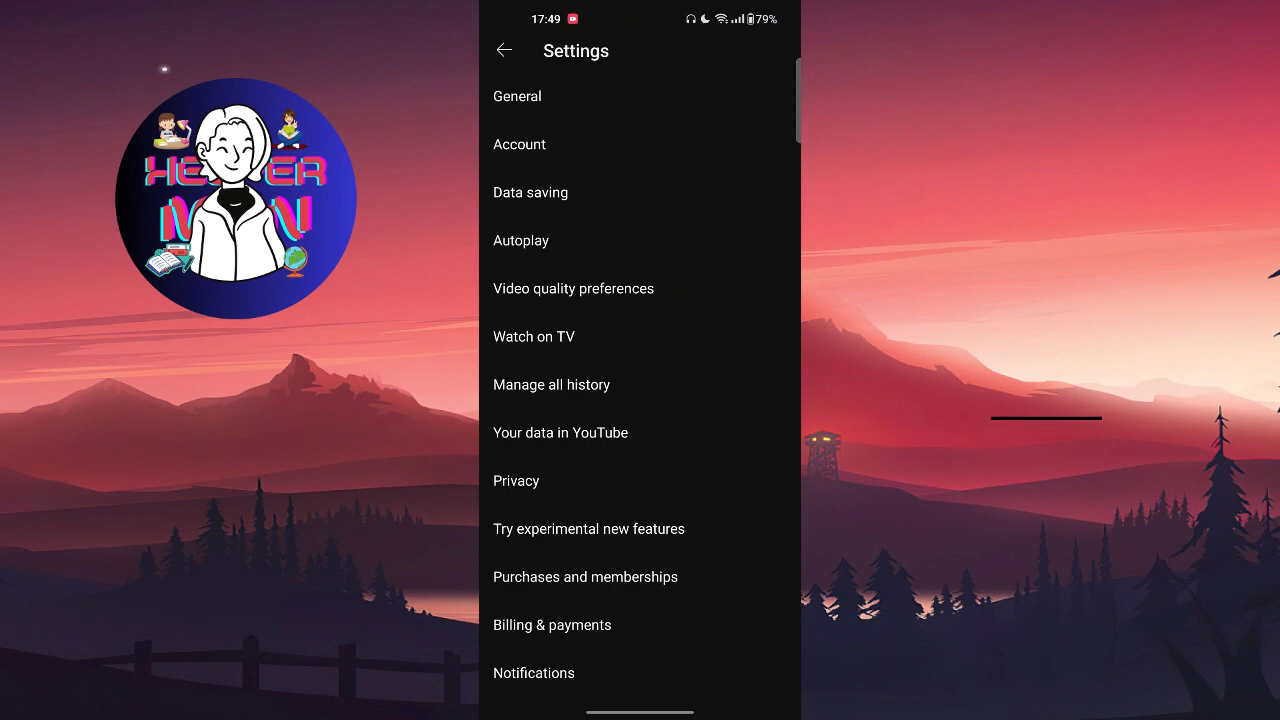 17:49
79%
Settings
General
Account
Data saving
Autoplay
Video quality preferences
Watch on TV
Manage all history
Your data in YouTube
Privacy
Try experimental new features
Purchases and memberships
Billing & payments
Notifications